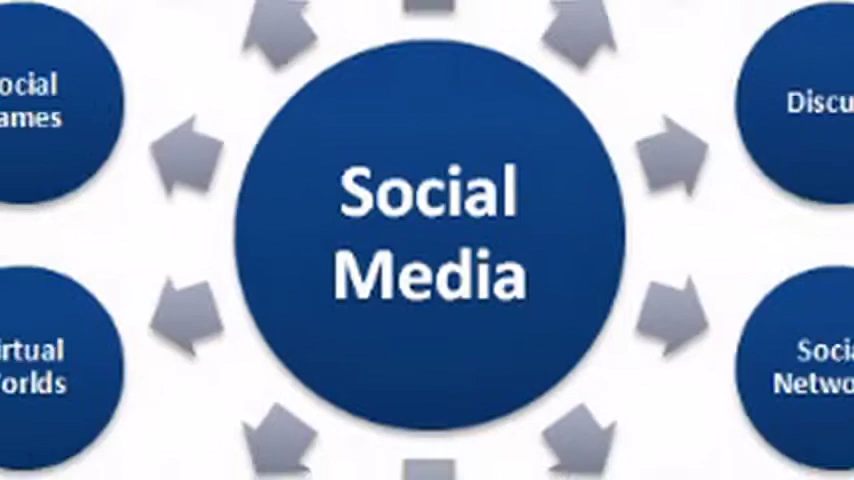 ocial
ames
Discu
Social
Media
irtual
orlds
Socia
Netwo